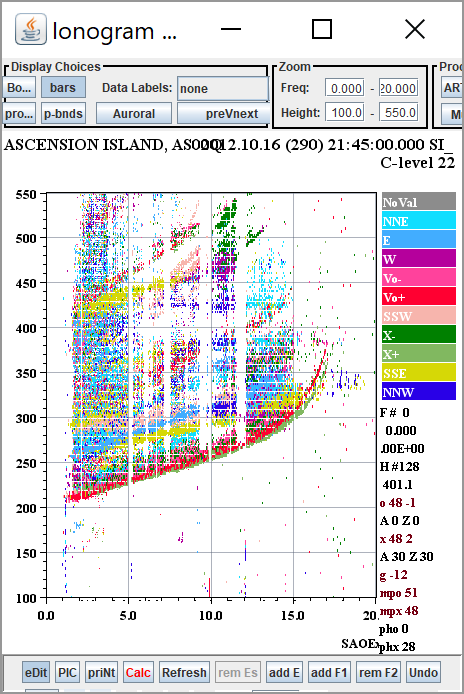 Ionogram ...
Display Choices
Bo... bars Data Labels: none
pro... p-bnds Auroral pvNext
Zoom
Freq: 0.000 - 20.000
Height: 100.0 - 550.0
Pro
ART
M
ASCENSION ISLAND, AS00Q 2012.10.16 (290) 21:45:00.000 SI_
C-level 22
550
500
450
400
350
300
250
200
150
100
0.0 5.0 10.0 15.0 20.
SAOEx
NoVal
NNE
E
W
Vo-
Vo+
SSW
X-
X+
SSE
NNW
F # 0
0.000
.00E+00
H #128
401.1
o 48 -1
A 0 Z 0
x 48 2
A 30 Z 30
g -12
mpo 51
mpx 48
pho 0
phx 28
eDit PIC priNt Calc Refresh rem Es add E add F1 rem F2 Undo